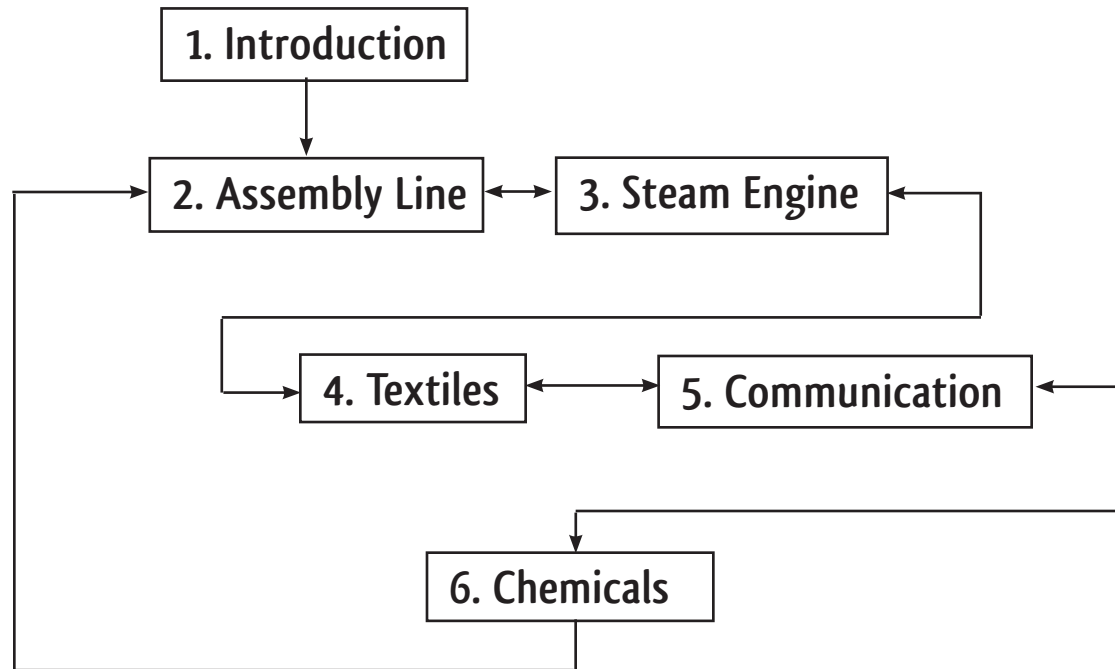 1. Introduction
2. Assembly Line
3. Steam Engine
4. Textiles
5. Communication
6. Chemicals